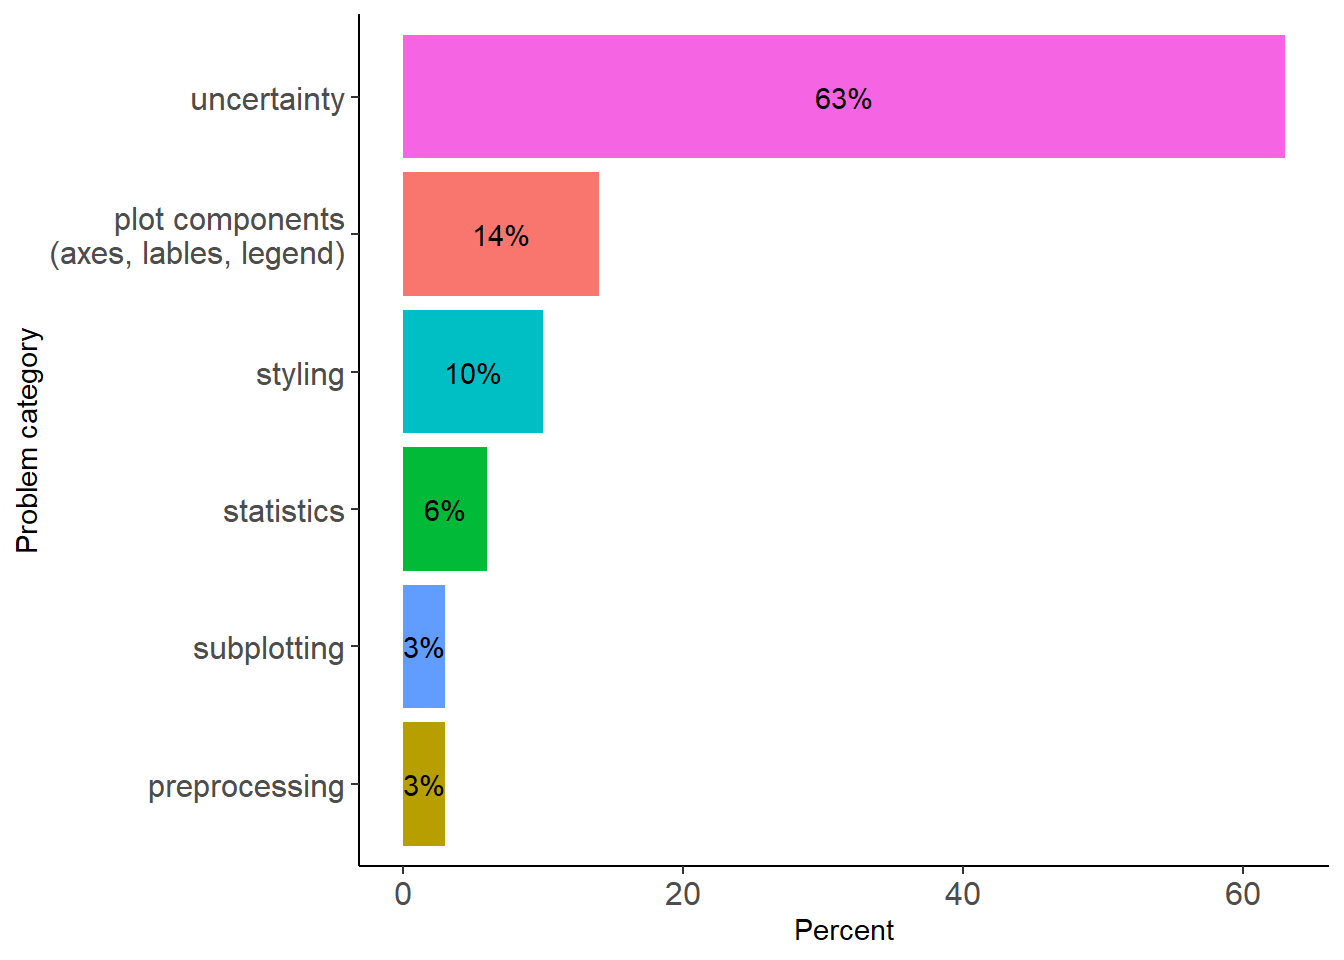 uncertainty
63%
plot components
(axes, lables, legend)
14%
styling
10%
statistics
6%
subplotting
3%
preprocessing
3%
Problem category
0 20 40 60
Percent